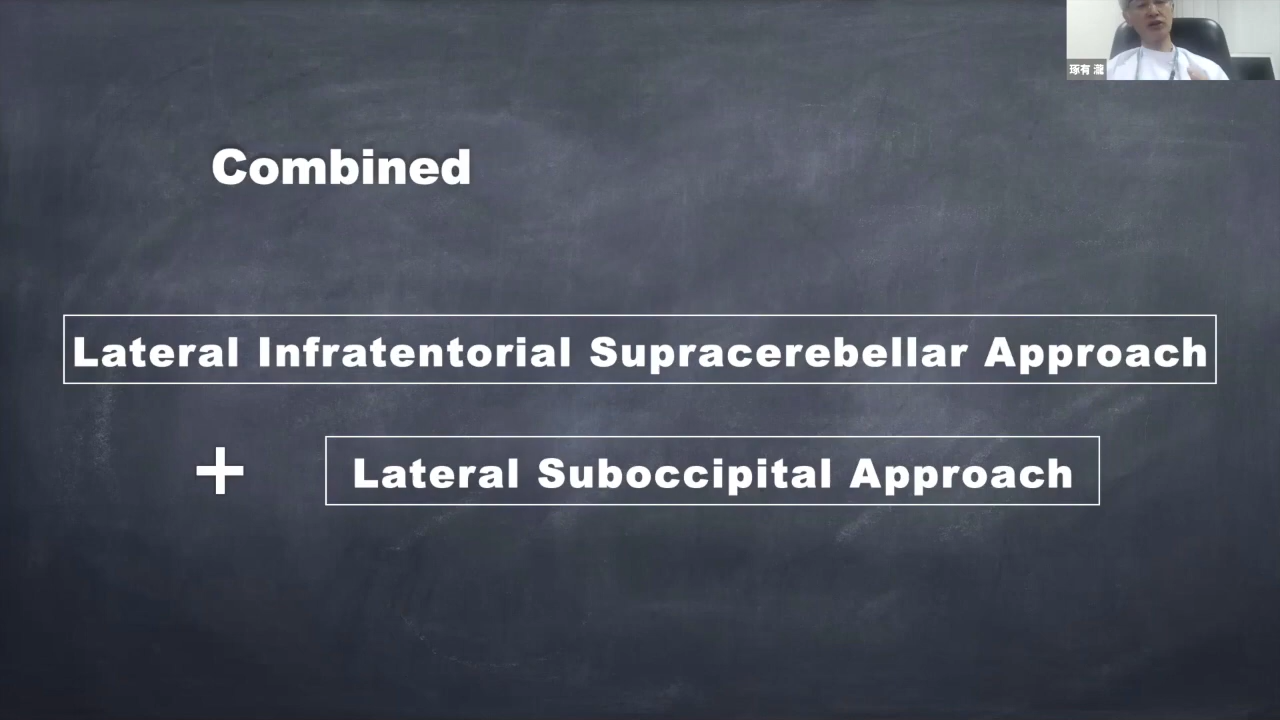 琢有 瀧
Combined
Lateral Infratentorial Supracerebellar Approach
+
Lateral Suboccipital Approach